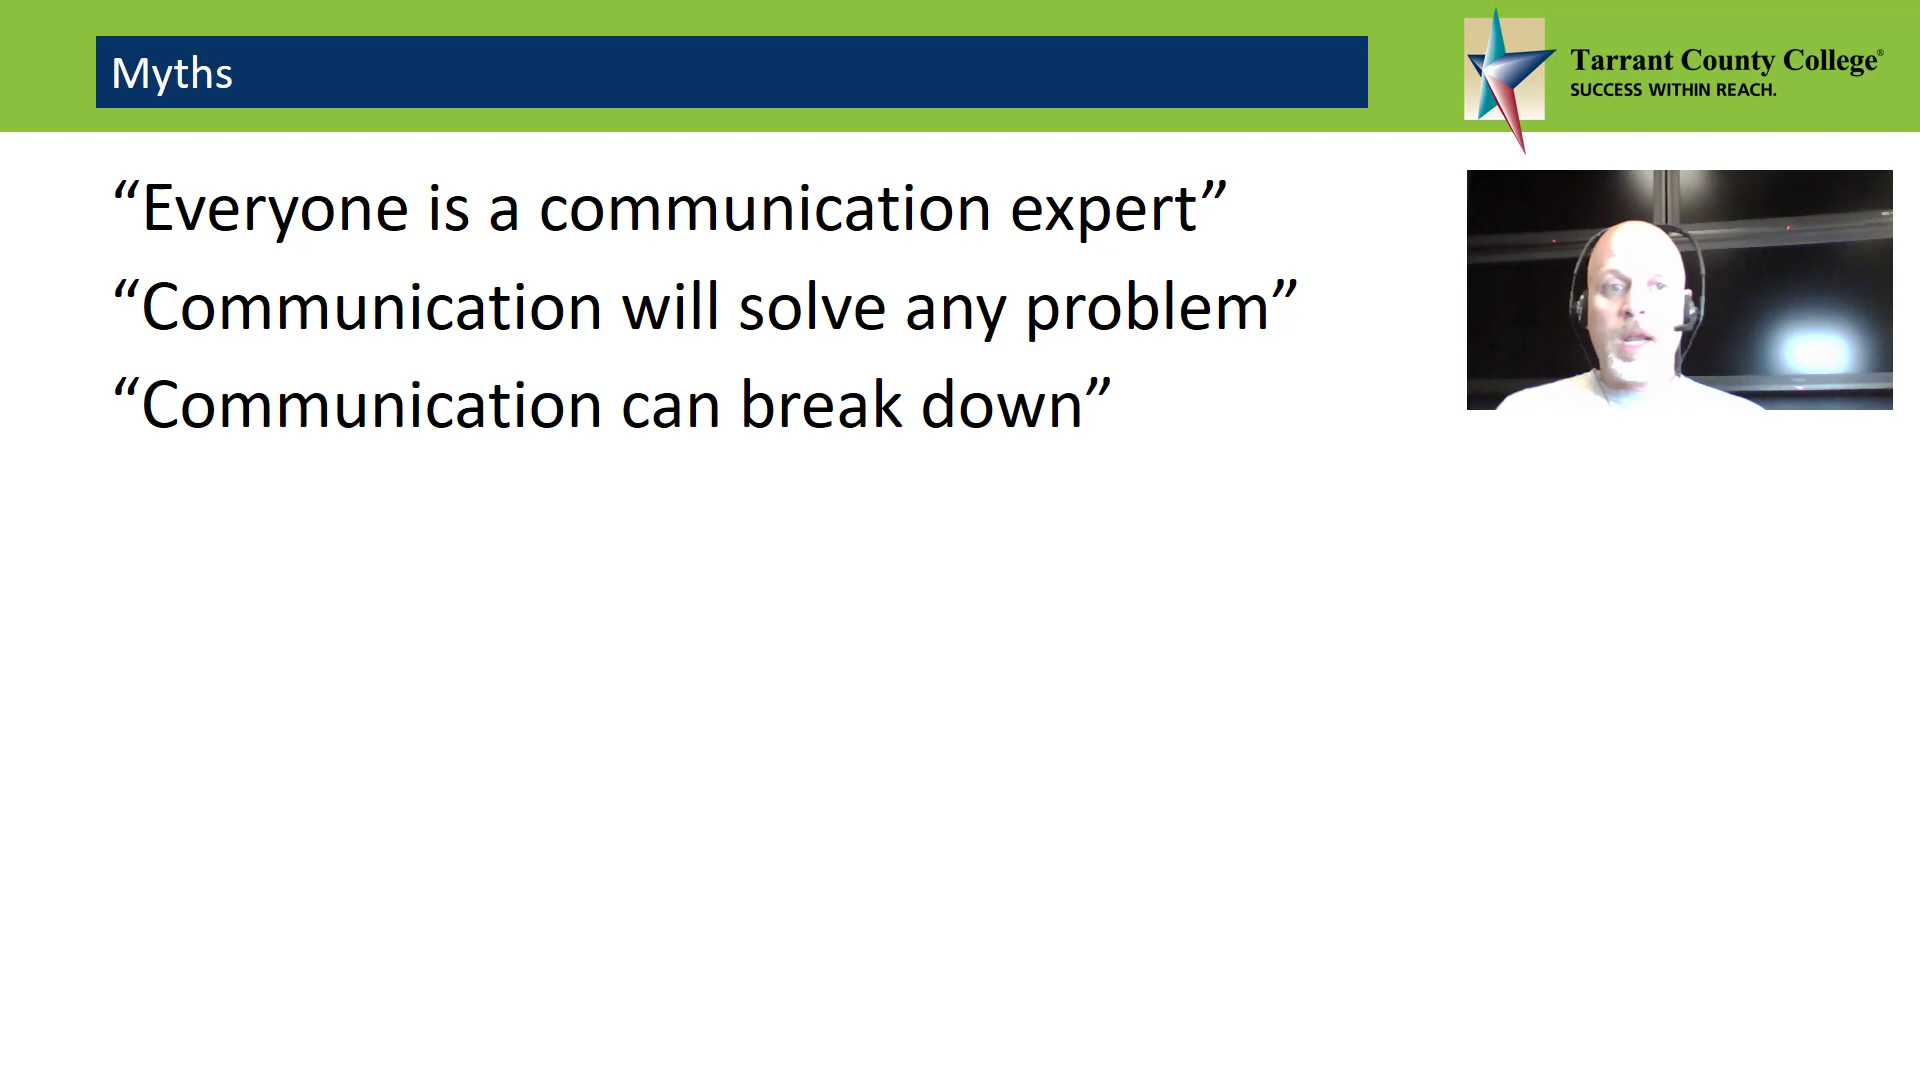 Myths
Tarrant County College®
SUCCESS WITHIN REACH.
“Everyone is a communication expert”
“Communication will solve any problem”
“Communication can break down”